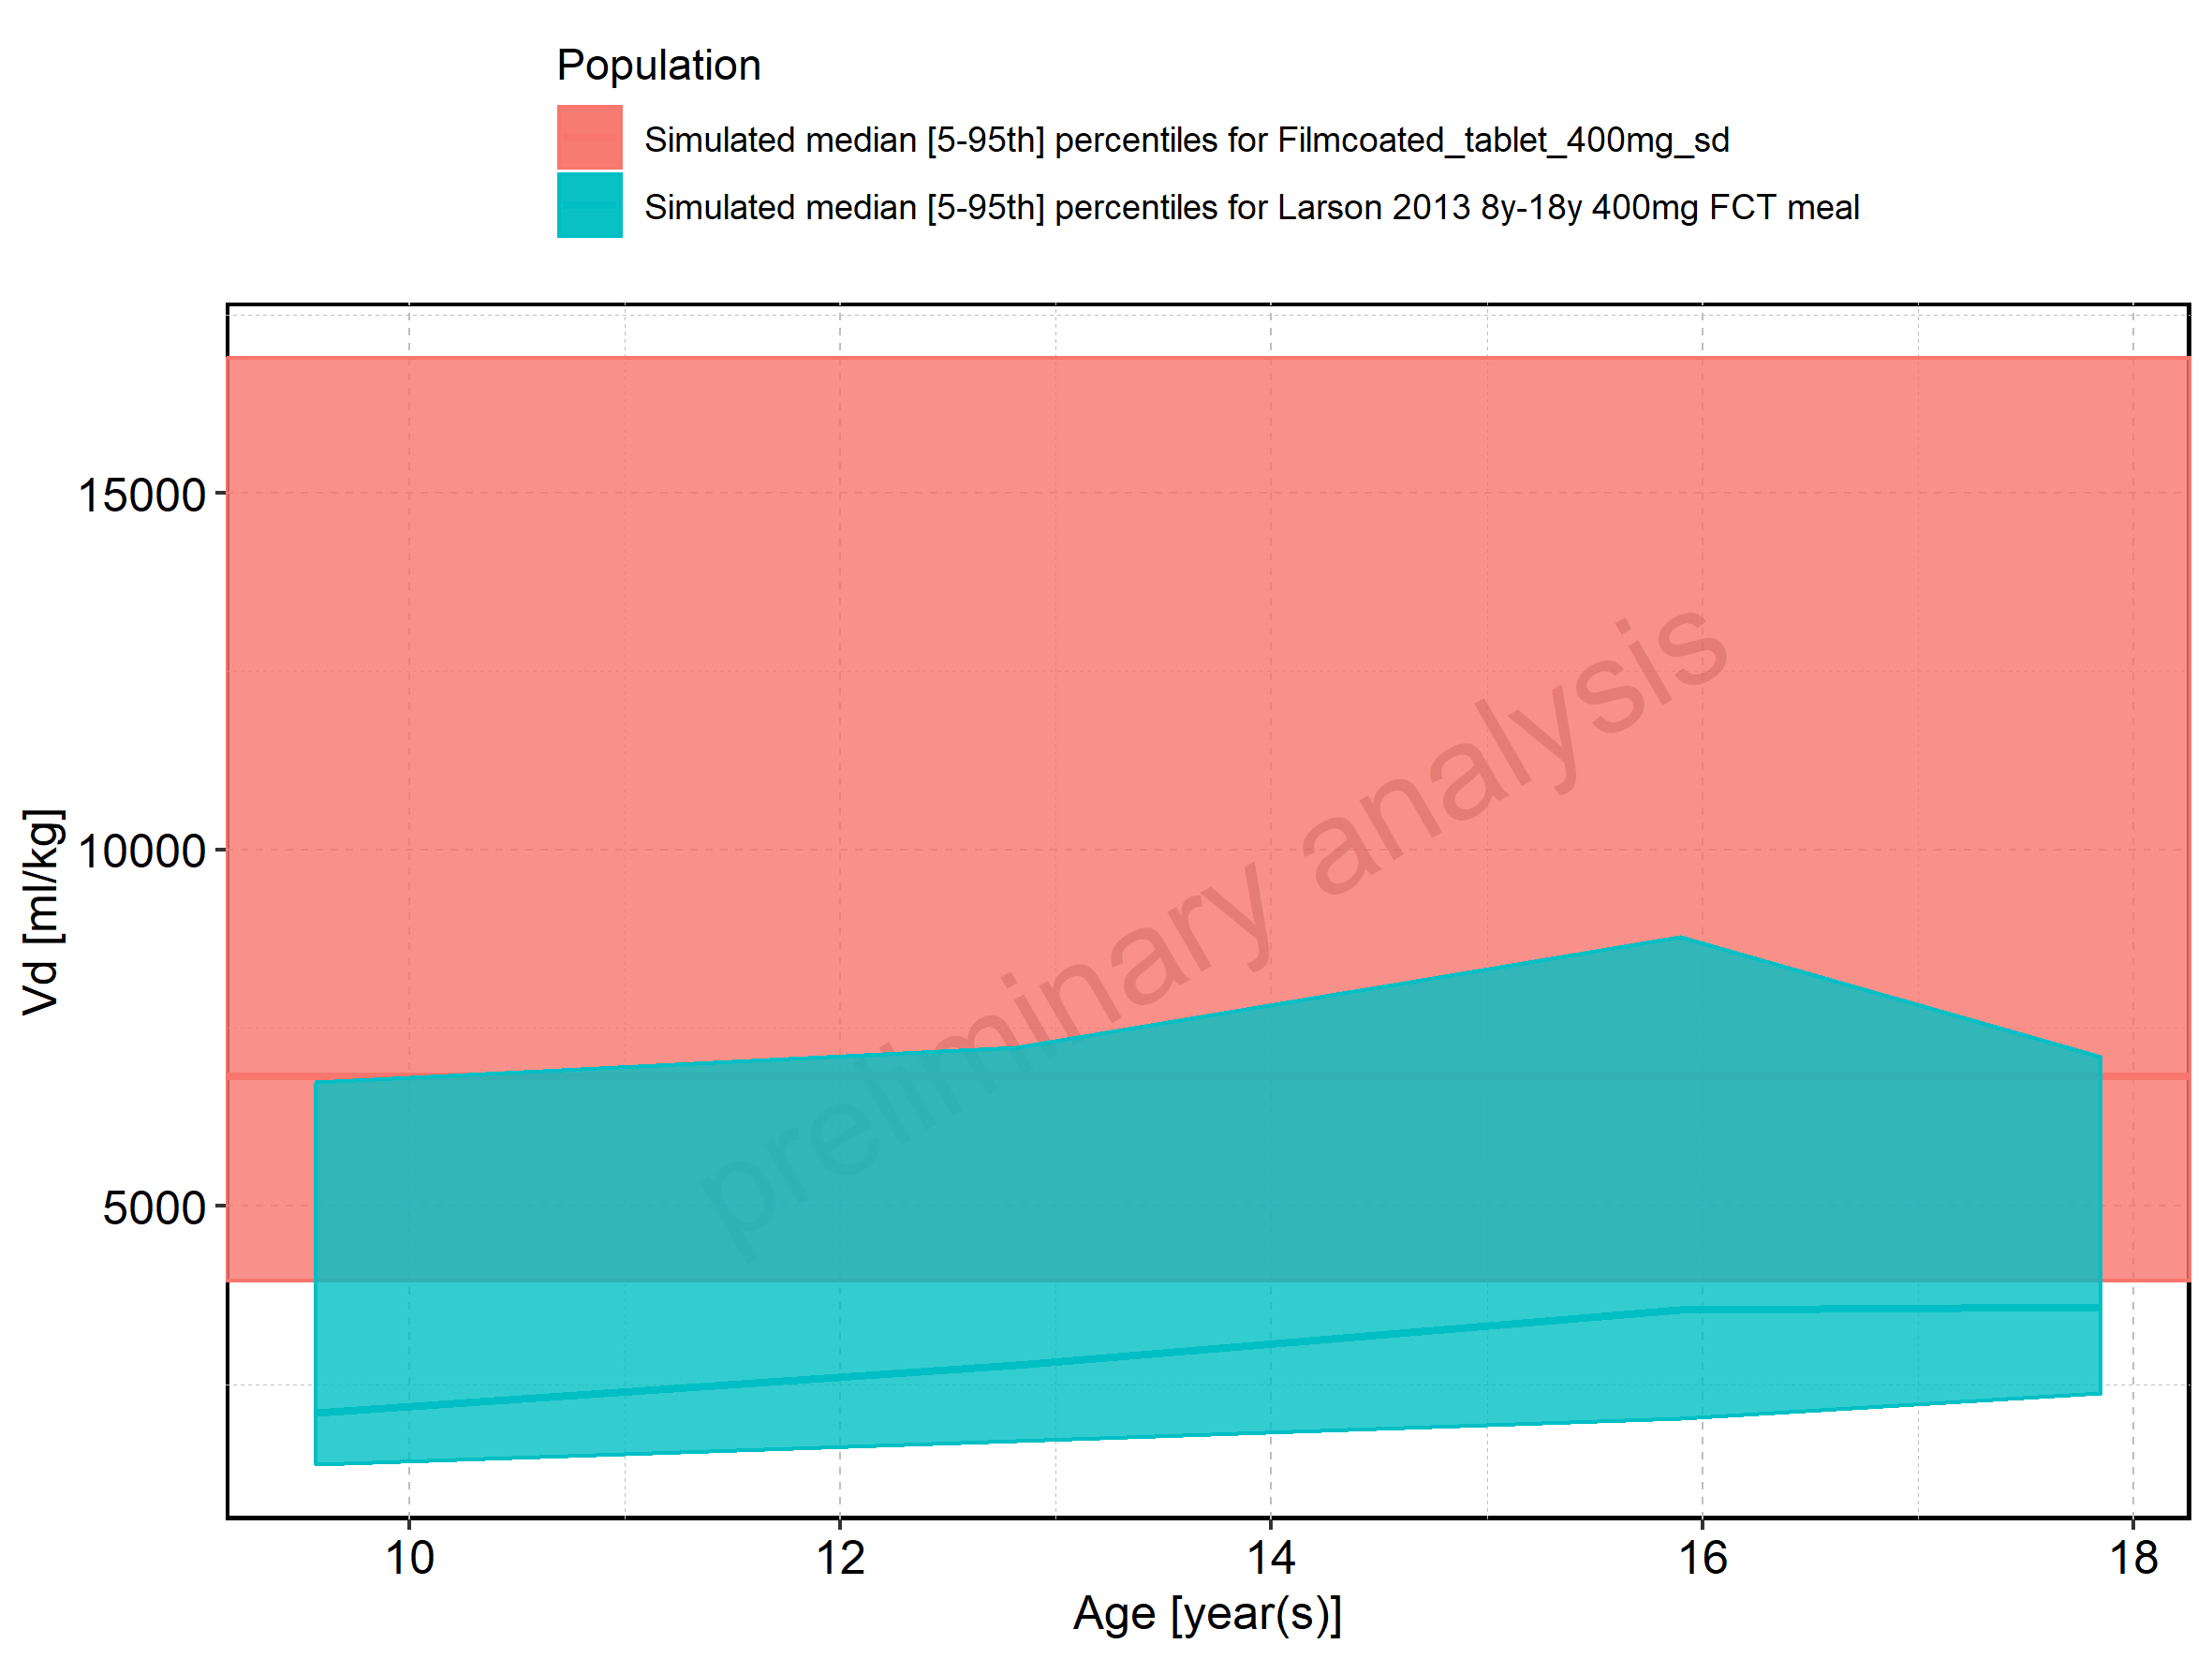 Population
Simulated median [5-95th] percentiles for Filmcoated_tablet_400mg_sd
Simulated median [5-95th] percentiles for Larson 2013 8y-18y 400mg FCT meal
15000
10000
5000
Vd [ml/kg]
preliminary analysis
10 12 14 16 18
Age [year(s)]